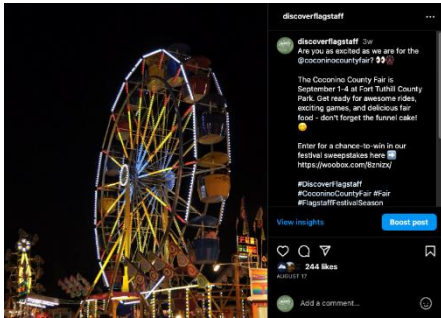 discoverflagstaff
discoverflagstaff 3w
Are you as excited as we are for the
@coconinocountyfair? 👀🎡
The Coconino County Fair is
September 1-4 at Fort Tuthill County
Park. Get ready for awesome rides,
exciting games, and delicious fair
food - don't forget the funnel cake!
😋
Enter for a chance-to-win in our
festival sweepstakes here ➡️
https://woobox.com/8znizx/
#DiscoverFlagstaff
#CoconinoCountyFair #Fair
#FlagstaffFestivalSeason
View insights
Boost post
244 likes
AUGUST 17
Add a comment...